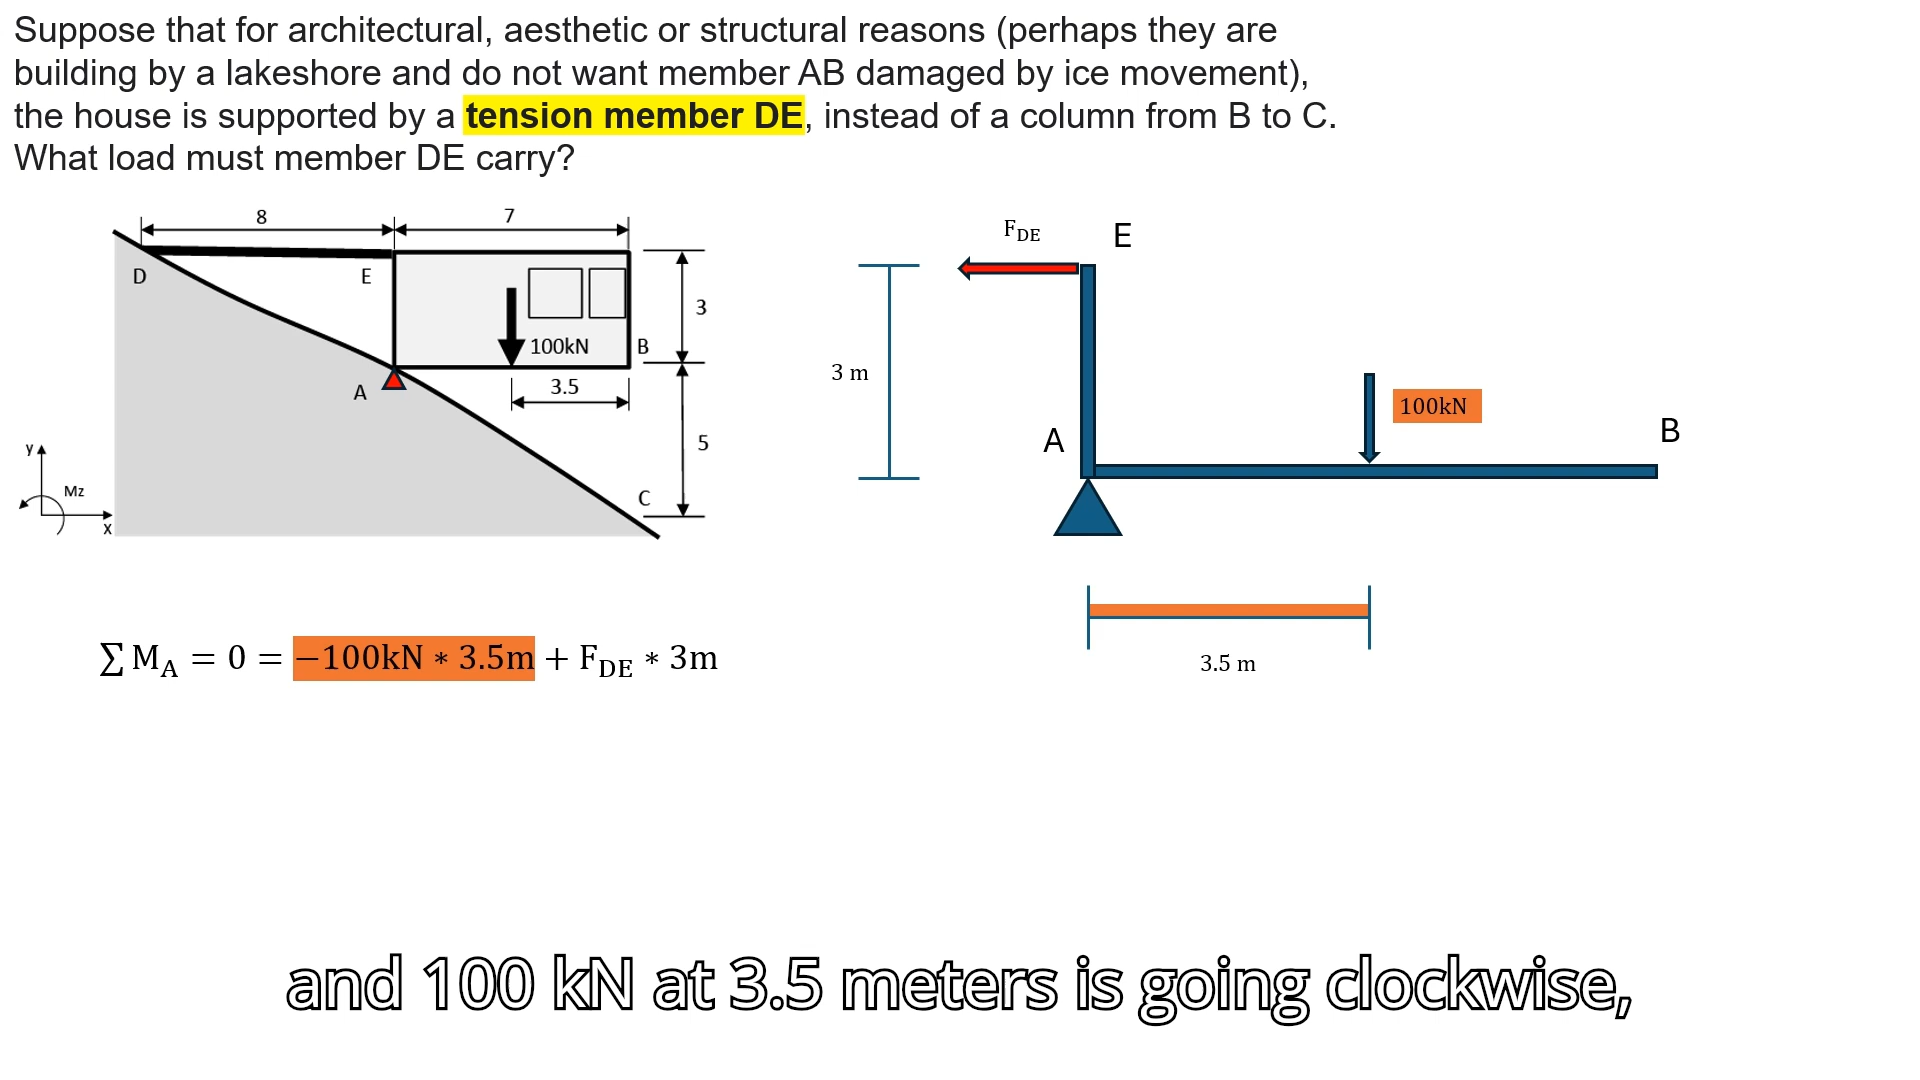 Suppose that for architectural, aesthetic or structural reasons (perhaps they are
building by a lakeshore and do not want member AB damaged by ice movement),
the house is supported by a tension member DE, instead of a column from B to C.
What load must member DE carry?
8
7
D
E
3
100kN
B
A
3.5
5
C
y
Mz
x
F_DE
E
3 m
A
100kN
B
3.5 m
∑ M_A = 0 = −100kN * 3.5m + F_DE * 3m
and 100 kN at 3.5 meters is going clockwise,